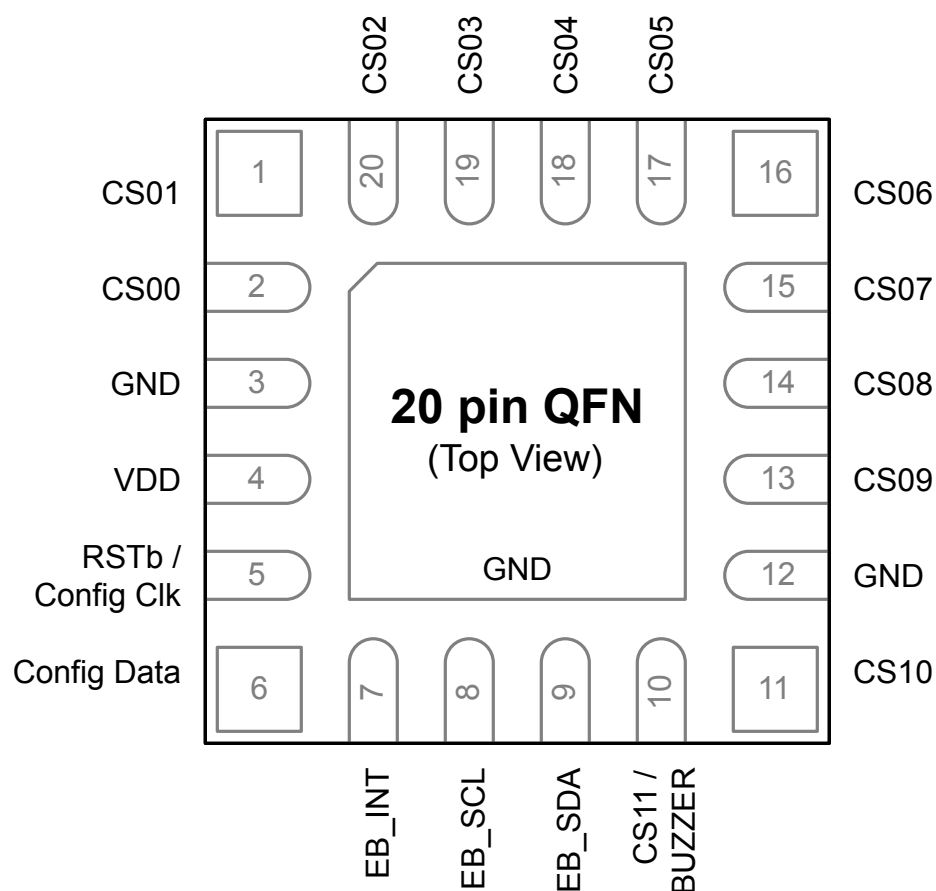 CS02
CS03
CS04
CS05
1
20
19
18
17
16
CS01
CS06
CS00
2
15
CS07
GND
3
14
CS08
20 pin QFN
(Top View)
VDD
4
13
CS09
RSTb /
Config Clk
5
GND
12
GND
Config Data
6
7
8
9
10
11
CS10
EB_INT
EB_SCL
EB_SDA
CS11 /
BUZZER